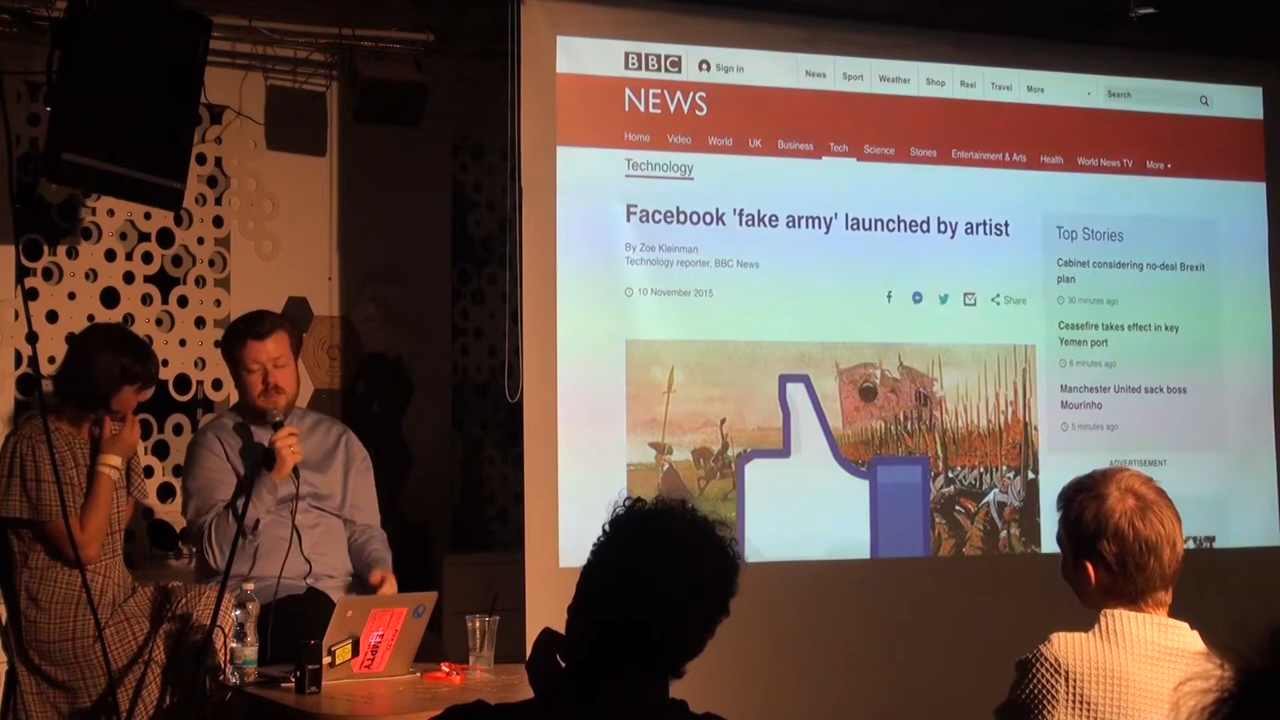 BBC Sign in News Sport Weather Shop Reel Travel More Search
NEWS
Home Video World UK Business Tech Science Stories Entertainment & Arts Health World News TV More
Technology
Facebook 'fake army' launched by artist
By Zoe Kleinman
Technology reporter, BBC News
10 November 2015
Share
Top Stories
Cabinet considering no-deal Brexit
plan
30 minutes ago
Ceasefire takes effect in key
Yemen port
6 minutes ago
Manchester United sack boss
Mourinho
5 minutes ago
ADVERTISEMENT
EMPTY